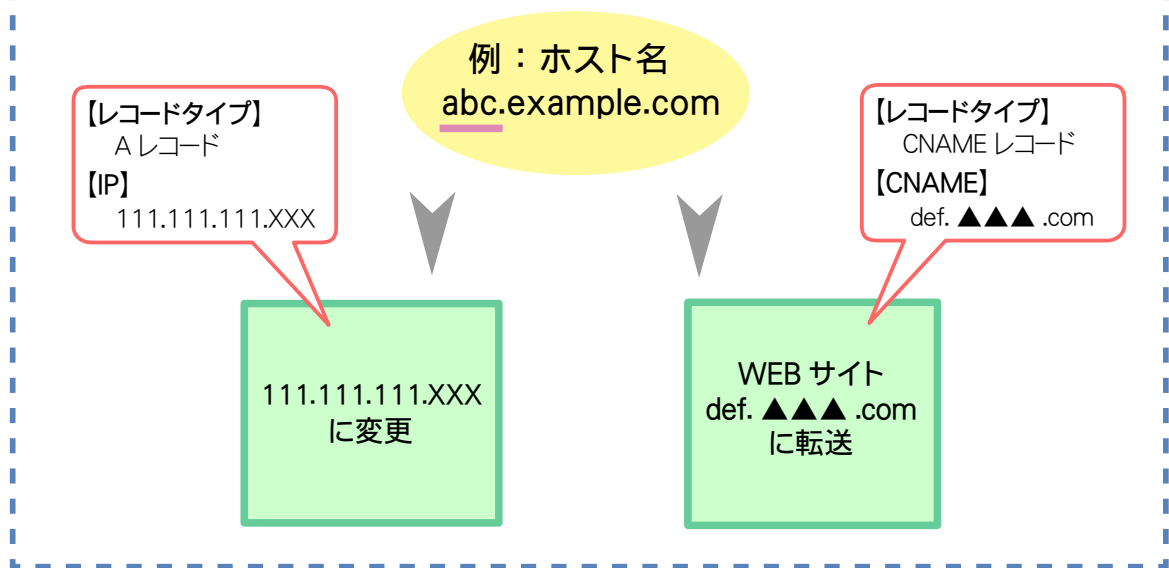 例：ホスト名
abc.example.com
【レコードタイプ】
A レコード
【IP】
111.111.111.XXX
【レコードタイプ】
CNAME レコード
【CNAME】
def. ▲▲▲ .com
111.111.111.XXX
に変更
WEB サイト
def. ▲▲▲ .com
に転送